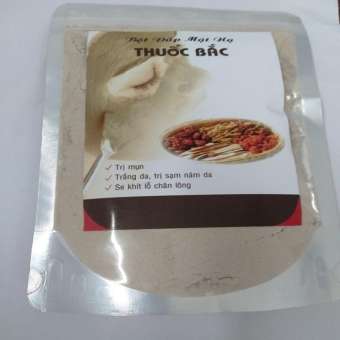 Bột Đắp Mặt Nạ
THUỐC BẮC
✓ Trị mụn
✓ Trắng da, trị sạm nám da
✓ Se khít lỗ chân lông